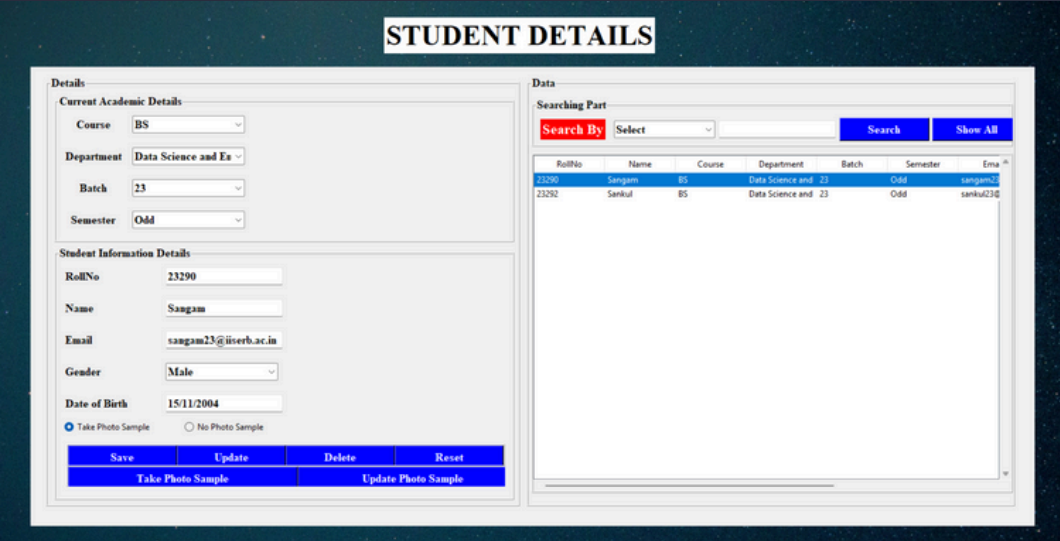 STUDENT DETAILS
Details
Current Academic Details
Course BS
Department Data Science and En
Batch 23
Semester Odd
Student Information Details
RollNo 23290
Name Sangam
Email sangam23@iiserb.ac.in
Gender Male
Date of Birth 15/11/2004
Take Photo Sample No Photo Sample
Save Update Delete Reset
Take Photo Sample Update Photo Sample
Data
Searching Part
Search By Select Search Show All
RollNo Name Course Department Batch Semester Ema
23290 Sangam BS Data Science and 23 Odd sangam23
23292 Sankul BS Data Science and 23 Odd sankul23@